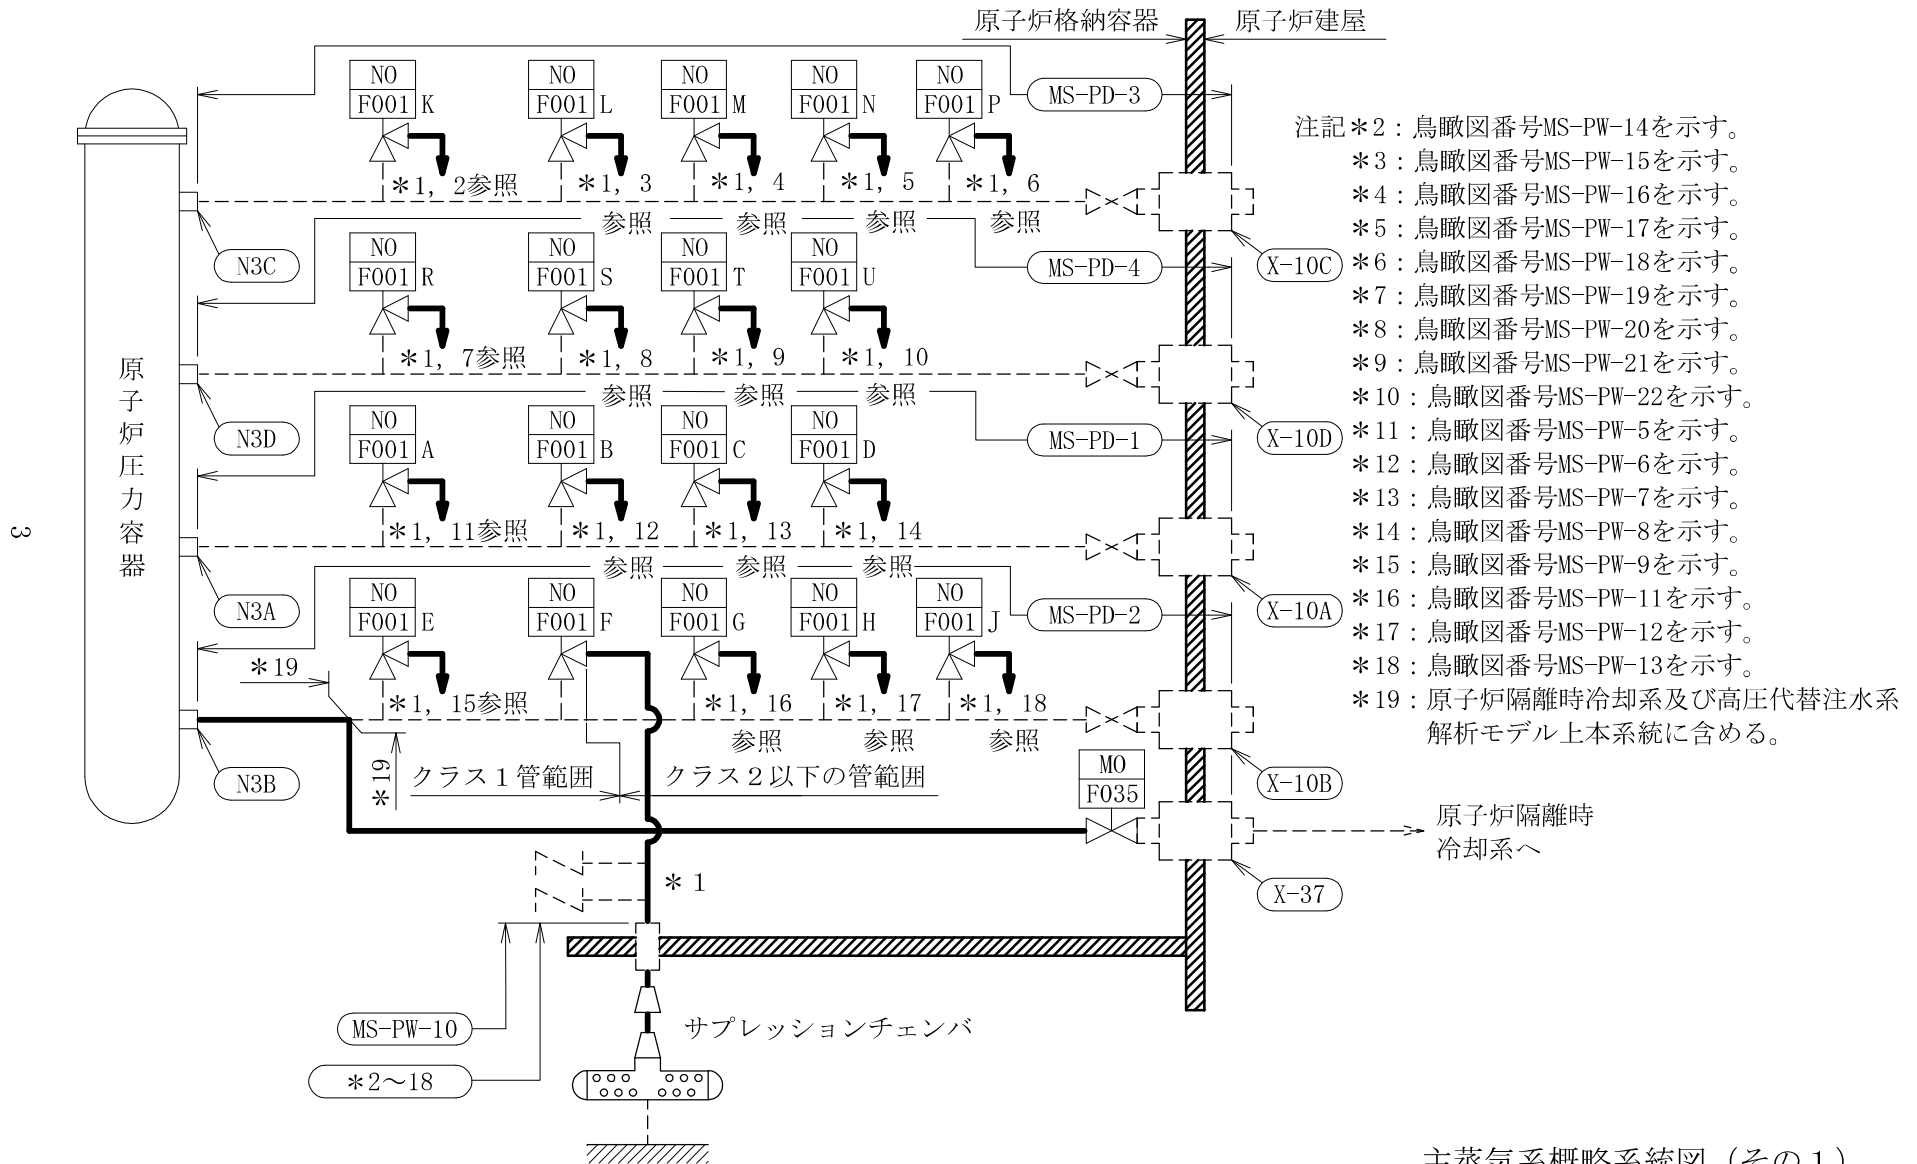 原子炉格納容器
原子炉建屋
NO
F001 K
NO
F001 L
NO
F001 M
NO
F001 N
NO
F001 P
MS-PD-3
*1, 2参照
*1, 3
参照
*1, 4
参照
*1, 5
参照
*1, 6
参照
N3C
X-10C
NO
F001 R
NO
F001 S
NO
F001 T
NO
F001 U
MS-PD-4
*1, 7参照
*1, 8
参照
*1, 9
参照
*1, 10
参照
N3D
X-10D
NO
F001 A
NO
F001 B
NO
F001 C
NO
F001 D
MS-PD-1
*1, 11参照
*1, 12
参照
*1, 13
参照
*1, 14
参照
N3A
X-10A
NO
F001 E
NO
F001 F
NO
F001 G
NO
F001 H
NO
F001 J
MS-PD-2
*19
*1, 15参照
*1, 16
参照
*1, 17
参照
*1, 18
参照
N3B
X-10B
*19
クラス1管範囲
クラス2以下の管範囲
MO
F035
X-37
原子炉隔離時
冷却系へ
*1
MS-PW-10
*2~18
サプレッションチェンバ
原子炉圧力容器
3
注記*2:鳥瞰図番号MS-PW-14を示す。
*3:鳥瞰図番号MS-PW-15を示す。
*4:鳥瞰図番号MS-PW-16を示す。
*5:鳥瞰図番号MS-PW-17を示す。
*6:鳥瞰図番号MS-PW-18を示す。
*7:鳥瞰図番号MS-PW-19を示す。
*8:鳥瞰図番号MS-PW-20を示す。
*9:鳥瞰図番号MS-PW-21を示す。
*10:鳥瞰図番号MS-PW-22を示す。
*11:鳥瞰図番号MS-PW-5を示す。
*12:鳥瞰図番号MS-PW-6を示す。
*13:鳥瞰図番号MS-PW-7を示す。
*14:鳥瞰図番号MS-PW-8を示す。
*15:鳥瞰図番号MS-PW-9を示す。
*16:鳥瞰図番号MS-PW-11を示す。
*17:鳥瞰図番号MS-PW-12を示す。
*18:鳥瞰図番号MS-PW-13を示す。
*19:原子炉隔離時冷却系及び高圧代替注水系
解析モデル上本系統に含める。
主蒸気系概略系統図(その1)